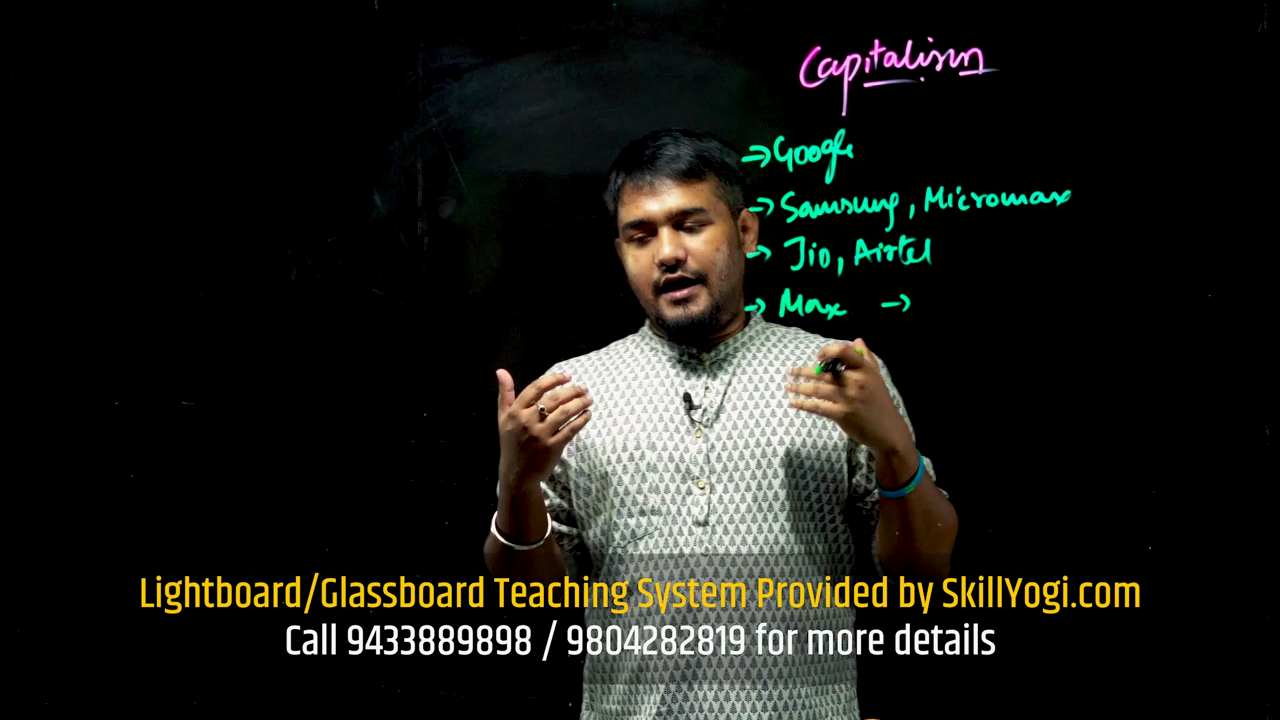 Capitalism
→ Google
→ Samsung, Micromax
→ Jio, Airtel
→ Max →
Lightboard/Glassboard Teaching System Provided by SkillYogi.com
Call 9433889898 / 9804282819 for more details